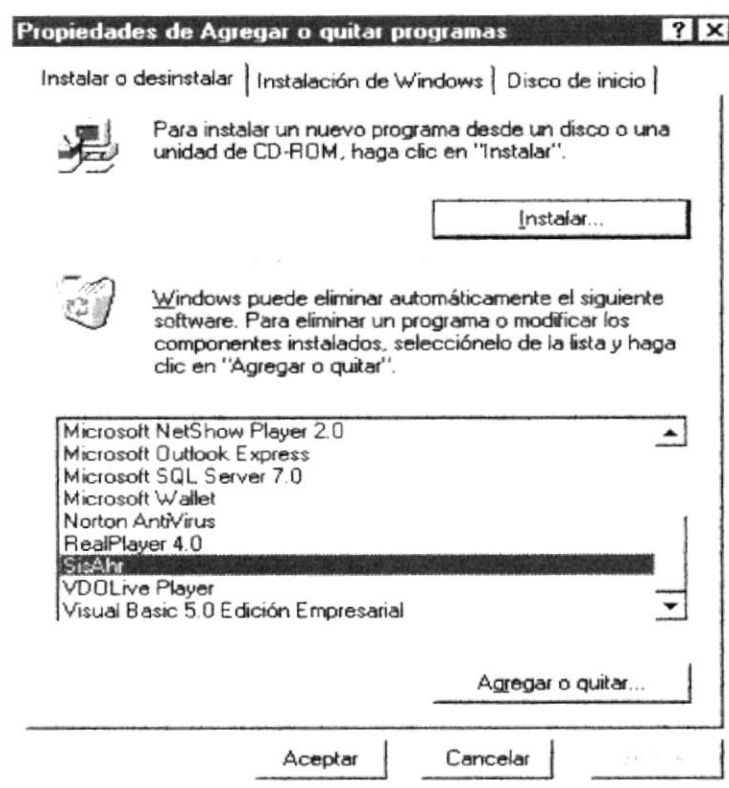 Propiedades de Agregar o quitar programas
Instalar o desinstalar
Instalación de Windows
Disco de inicio
Para instalar un nuevo programa desde un disco o una
unidad de CD-ROM, haga clic en "Instalar".
Instalar...
Windows puede eliminar automáticamente el siguiente
software. Para eliminar un programa o modificar los
componentes instalados, selecciónelo de la lista y haga
clic en "Agregar o quitar".
Microsoft NetShow Player 2.0
Microsoft Outlook Express
Microsoft SQL Server 7.0
Microsoft Wallet
Norton AntiVirus
RealPlayer 4.0
SisAhr
VDOLive Player
Visual Basic 5.0 Edición Empresarial
Agregar o quitar...
Aceptar
Cancelar